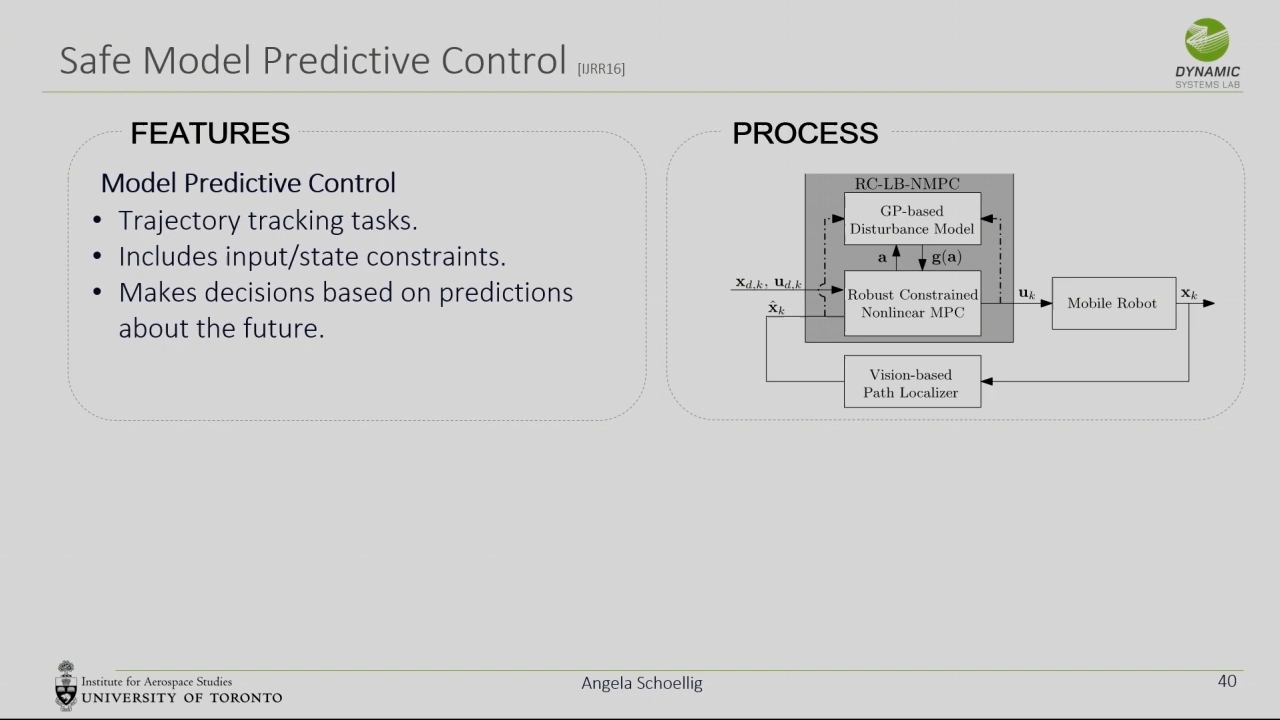 Safe Model Predictive Control [IJRR16]
DYNAMIC
SYSTEMS LAB
FEATURES
Model Predictive Control
• Trajectory tracking tasks.
• Includes input/state constraints.
• Makes decisions based on predictions
about the future.
PROCESS
RC-LB-NMPC
GP-based
Disturbance Model
a
g(a)
x_{d,k}, u_{d,k}
x̂_k
Robust Constrained
Nonlinear MPC
u_k
Mobile Robot
x_k
Vision-based
Path Localizer
Institute for Aerospace Studies
UNIVERSITY OF TORONTO
Angela Schoellig
40